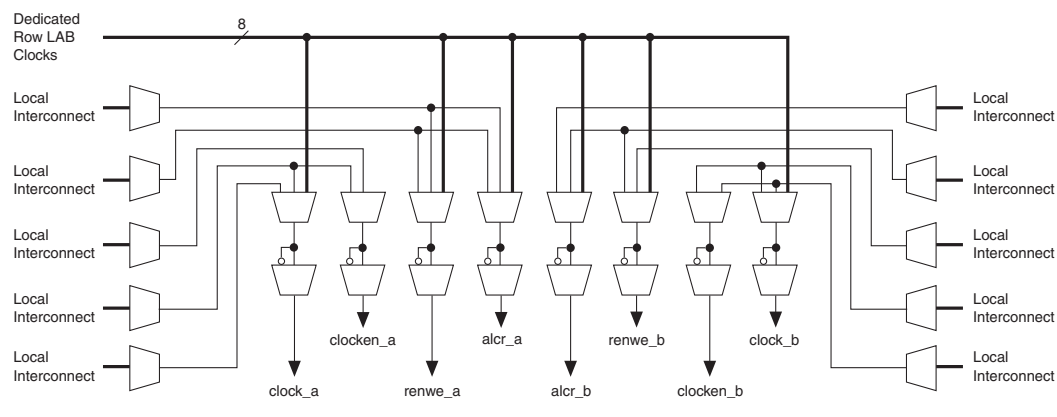 Dedicated
Row LAB
Clocks
8
Local
Interconnect
Local
Interconnect
Local
Interconnect
Local
Interconnect
Local
Interconnect
Local
Interconnect
Local
Interconnect
Local
Interconnect
Local
Interconnect
Local
Interconnect
clocken_a
alcr_a
renwe_b
clock_b
clock_a
renwe_a
alcr_b
clocken_b